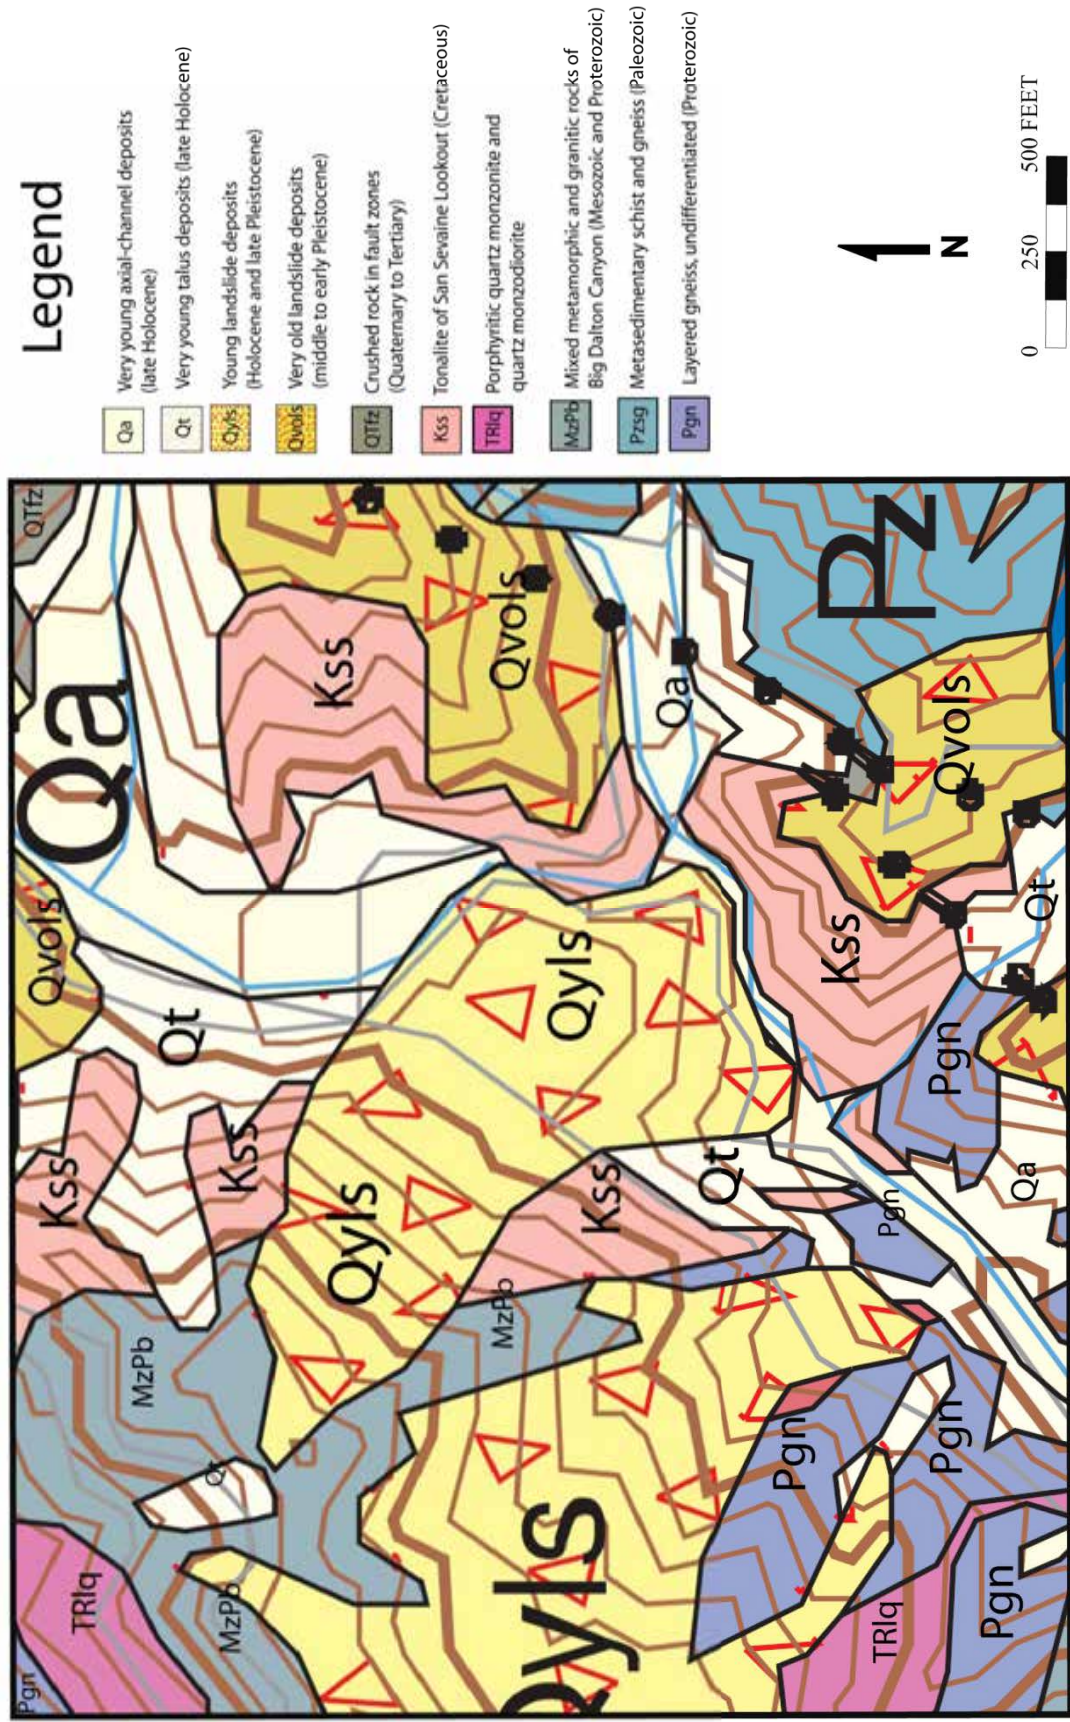 Legend
Qa
Very young axial-channel deposits
(late Holocene)
Qt
Very young talus deposits (late Holocene)
Qyls
Young landslide deposits
(Holocene and late Pleistocene)
Qvols
Very old landslide deposits
(middle to early Pleistocene)
QTfz
Crushed rock in fault zones
(Quaternary to Tertiary)
Kss
Tonalite of San Sevaine Lookout (Cretaceous)
TRlq
Porphyritic quartz monzonite and
quartz monzodiorite
MzPb
Mixed metamorphic and granitic rocks of
Big Dalton Canyon (Mesozoic and Proterozoic)
Pzsg
Metasedimentary schist and gneiss (Paleozoic)
Pgn
Layered gneiss, undifferentiated (Proterozoic)
N
0 250 500 FEET
Pgn
TRlq
MzPb
MzPb
Qt
Kss
Kss
Qvols
Qt
Qa
QTfz
Kss
Qvols
Qyls
Qyls
Qyls
MzPb
Kss
Qt
Qa
Pz
Kss
Qvols
Qt
Pgn
Pgn
Qa
Pgn
Pgn
TRlq
Pgn